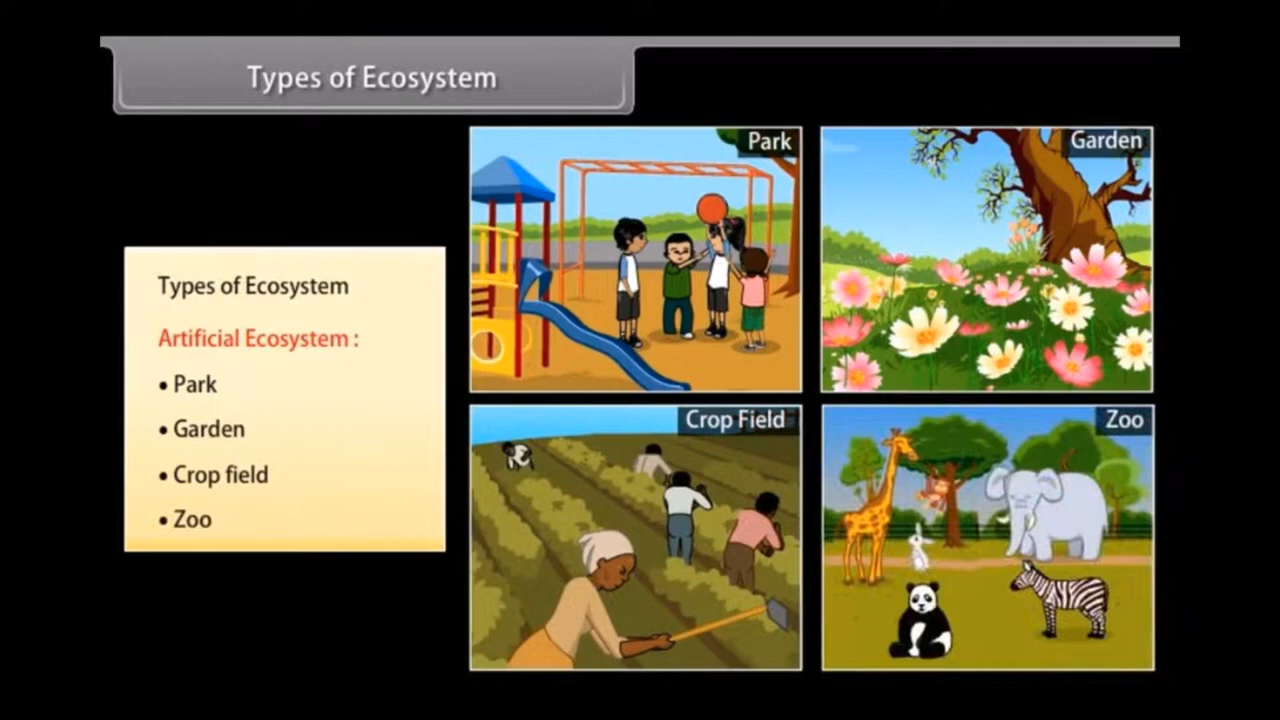 Types of Ecosystem
Park
Garden
Types of Ecosystem
Artificial Ecosystem :
• Park
• Garden
• Crop field
• Zoo
Crop Field
Zoo